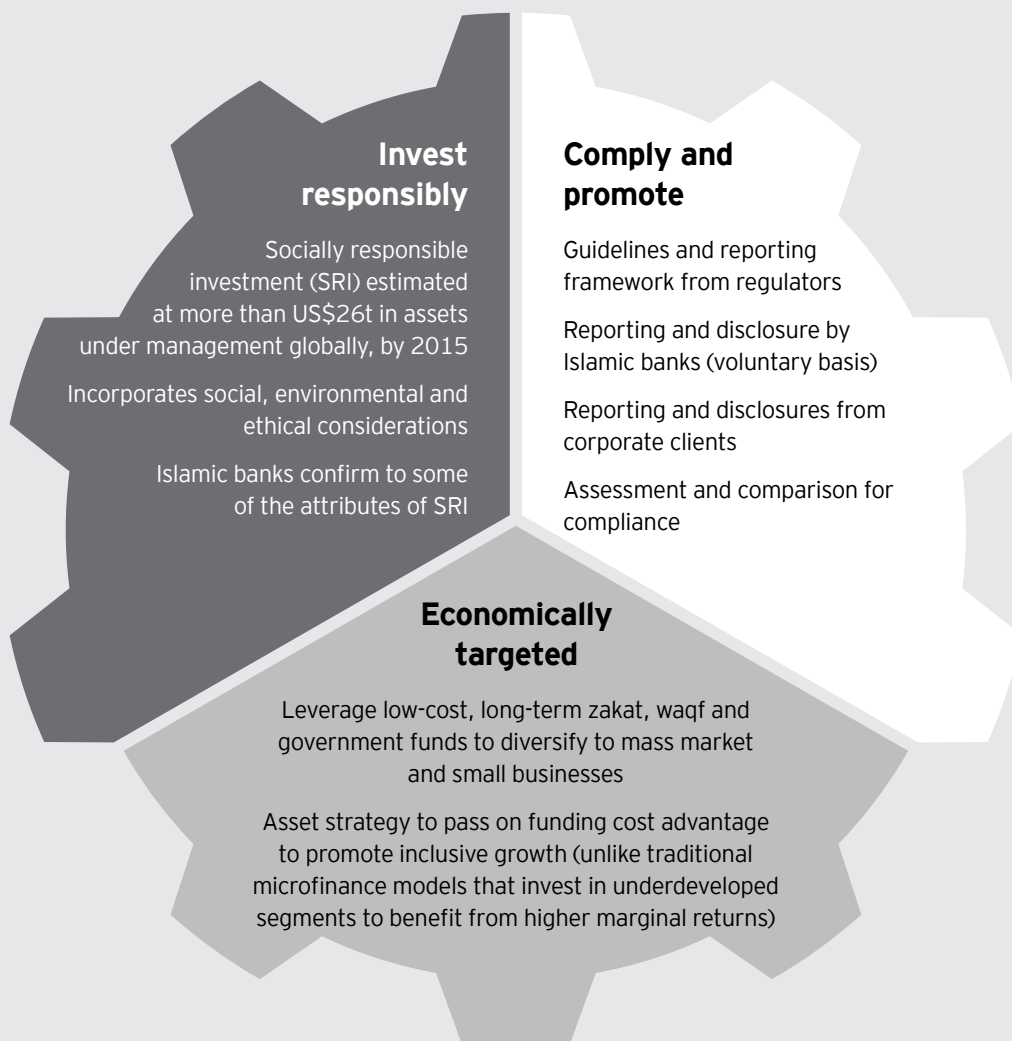 Invest
responsibly
Socially responsible
investment (SRI) estimated
at more than US$26t in assets
under management globally, by 2015
Incorporates social, environmental and
ethical considerations
Islamic banks confirm to some
of the attributes of SRI
Comply and
promote
Guidelines and reporting
framework from regulators
Reporting and disclosure by
Islamic banks (voluntary basis)
Reporting and disclosures from
corporate clients
Assessment and comparison for
compliance
Economically
targeted
Leverage low-cost, long-term zakat, waqf and
government funds to diversify to mass market
and small businesses
Asset strategy to pass on funding cost advantage
to promote inclusive growth (unlike traditional
microfinance models that invest in underdeveloped
segments to benefit from higher marginal returns)